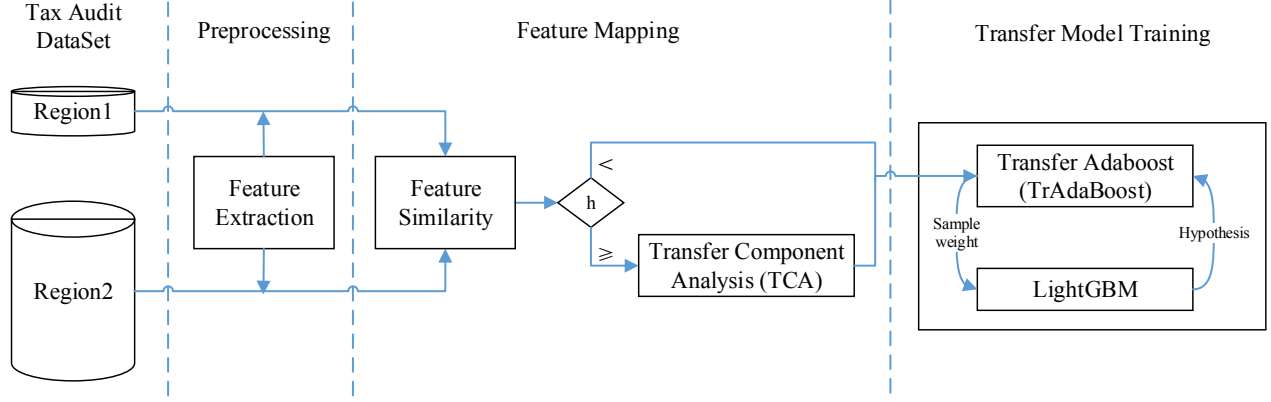 Tax Audit
DataSet
Preprocessing
Feature Mapping
Transfer Model Training
Region1
Region2
Feature
Extraction
Feature
Similarity
h
<
≥
Transfer Component
Analysis (TCA)
Transfer Adaboost
(TrAdaBoost)
Sample
weight
Hypothesis
LightGBM